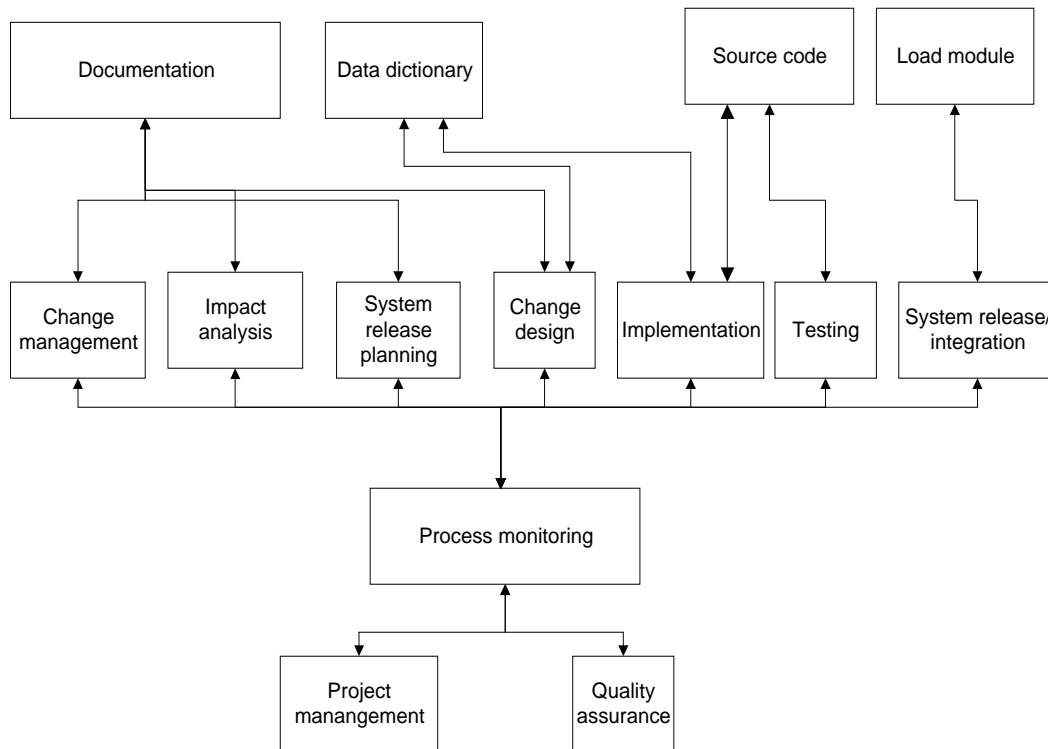 Documentation
Data dictionary
Source code
Load module
Change
management
Impact
analysis
System
release
planning
Change
design
Implementation
Testing
System release/
integration
Process monitoring
Project
manangement
Quality
assurance